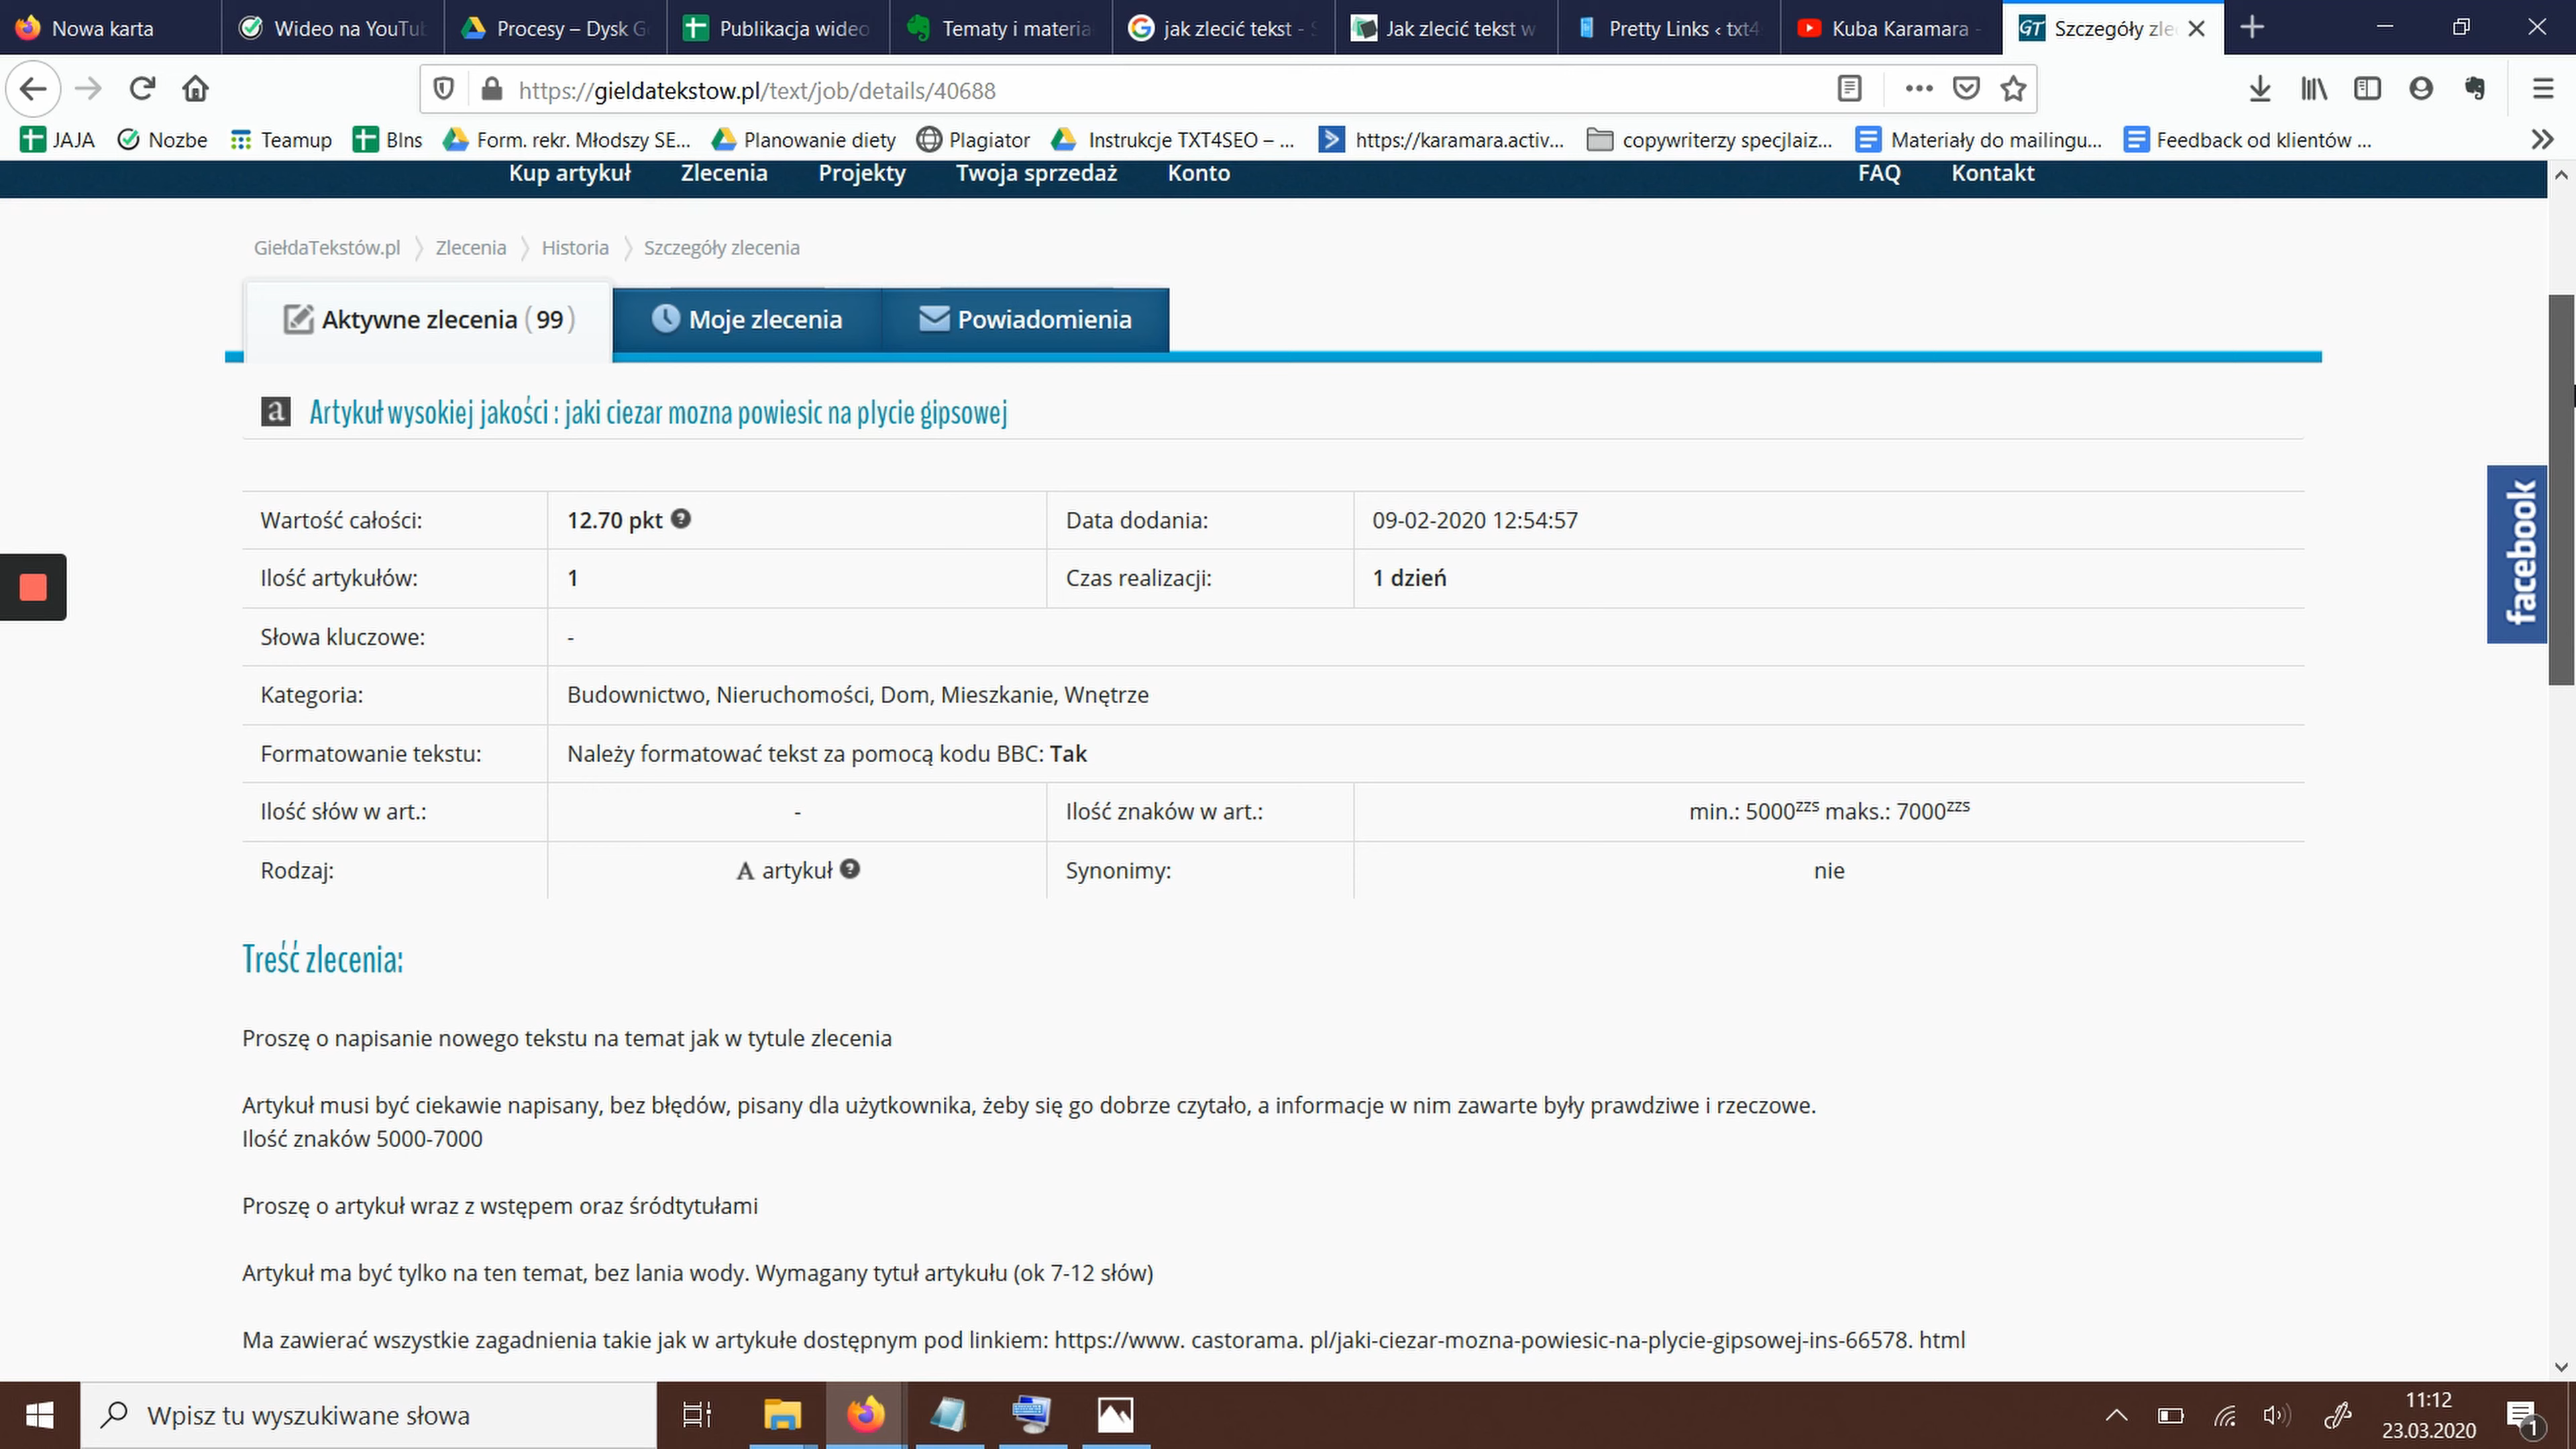 Nowa karta
Wideo na YouTub
Procesy – Dysk G
Publikacja wideo
Tematy i materia
jak zlecić tekst - S
Jak zlecić tekst w
Pretty Links ‹ txt4
Kuba Karamara -
GT Szczegóły zle
https://gieldatekstow.pl/text/job/details/40688
JAJA
Nozbe
Teamup
BIns
Form. rekr. Młodszy SE...
Planowanie diety
Plagiator
Instrukcje TXT4SEO – ...
https://karamara.activ...
copywriterzy specjlaiz...
Materiały do mailingu...
Feedback od klientów ...
Kup artykuł Zlecenia Projekty Twoja sprzedaż Konto FAQ Kontakt
GiełdaTekstów.pl Zlecenia Historia Szczegóły zlecenia
Aktywne zlecenia (99) Moje zlecenia Powiadomienia
a Artykuł wysokiej jakości : jaki ciezar mozna powiesic na plycie gipsowej
facebook
Wartość całości: 12.70 pkt ? Data dodania: 09-02-2020 12:54:57
Ilość artykułów: 1 Czas realizacji: 1 dzień
Słowa kluczowe: -
Kategoria: Budownictwo, Nieruchomości, Dom, Mieszkanie, Wnętrze
Formatowanie tekstu: Należy formatować tekst za pomocą kodu BBC: Tak
Ilość słów w art.: - Ilość znaków w art.: min.: 5000zzs maks.: 7000zzs
Rodzaj: A artykuł ? Synonimy: nie
Treść zlecenia:
Proszę o napisanie nowego tekstu na temat jak w tytule zlecenia
Artykuł musi być ciekawie napisany, bez błędów, pisany dla użytkownika, żeby się go dobrze czytało, a informacje w nim zawarte były prawdziwe i rzeczowe.
Ilość znaków 5000-7000
Proszę o artykuł wraz z wstępem oraz śródtytułami
Artykuł ma być tylko na ten temat, bez lania wody. Wymagany tytuł artykułu (ok 7-12 słów)
Ma zawierać wszystkie zagadnienia takie jak w artykułe dostępnym pod linkiem: https://www. castorama. pl/jaki-ciezar-mozna-powiesic-na-plycie-gipsowej-ins-66578. html
Wpisz tu wyszukiwane słowa
11:12
23.03.2020
1